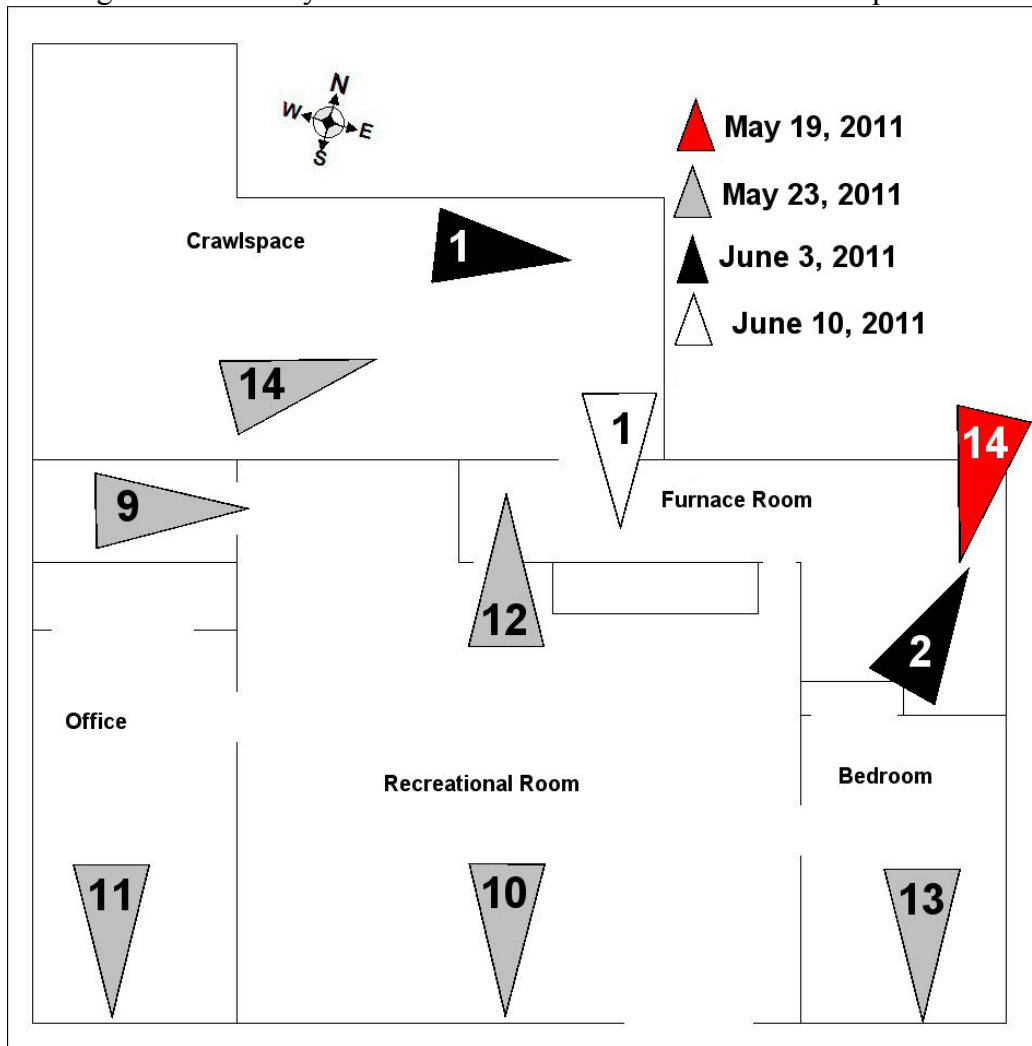 N
W
E
S
May 19, 2011
May 23, 2011
June 3, 2011
June 10, 2011
Crawlspace
1
14
1
14
9
Furnace Room
12
2
Office
Recreational Room
Bedroom
11
10
13